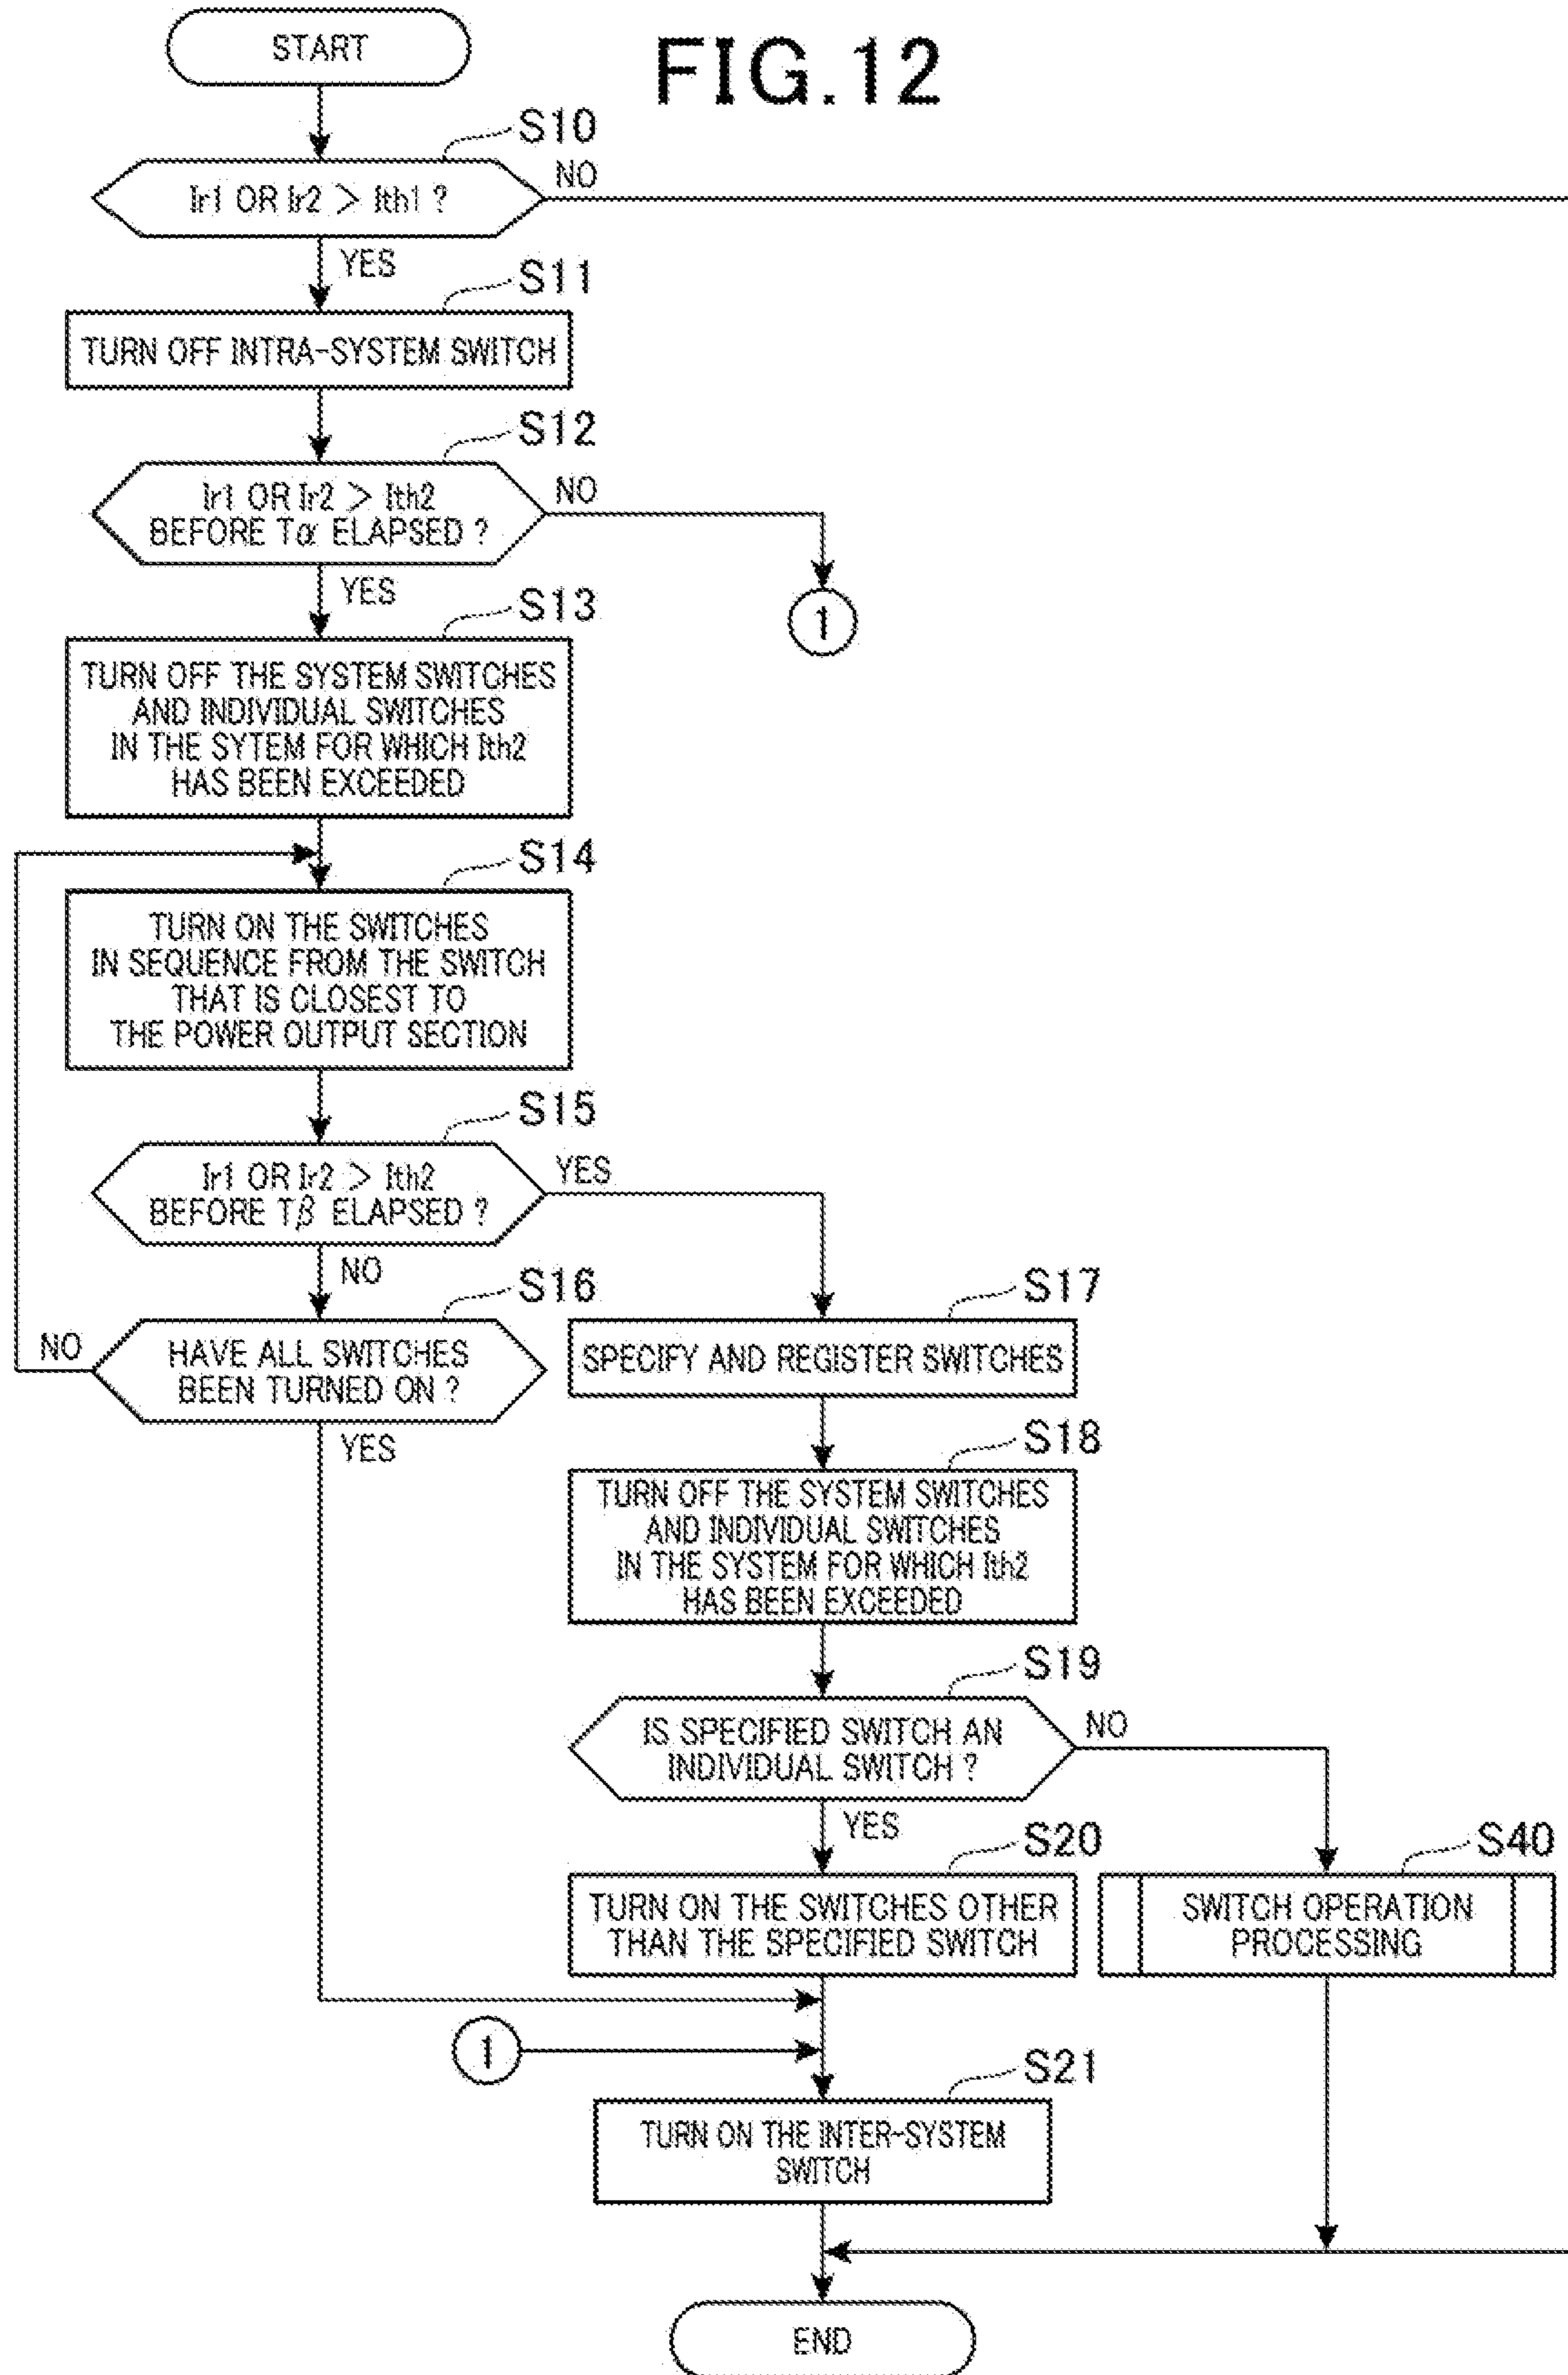 FIG.12
START
S10
Ir1 OR Ir2 > Ith1 ?
NO
YES
S11
TURN OFF INTRA-SYSTEM SWITCH
S12
Ir1 OR Ir2 > Ith2
BEFORE Tα ELAPSED ?
NO
1
YES
S13
TURN OFF THE SYSTEM SWITCHES
AND INDIVIDUAL SWITCHES
IN THE SYTEM FOR WHICH Ith2
HAS BEEN EXCEEDED
S14
TURN ON THE SWITCHES
IN SEQUENCE FROM THE SWITCH
THAT IS CLOSEST TO
THE POWER OUTPUT SECTION
S15
Ir1 OR Ir2 > Ith2
BEFORE Tβ ELAPSED ?
YES
NO
S16
HAVE ALL SWITCHES
BEEN TURNED ON ?
NO
YES
S17
SPECIFY AND REGISTER SWITCHES
S18
TURN OFF THE SYSTEM SWITCHES
AND INDIVIDUAL SWITCHES
IN THE SYSTEM FOR WHICH Ith2
HAS BEEN EXCEEDED
S19
IS SPECIFIED SWITCH AN
INDIVIDUAL SWITCH ?
NO
YES
S20
TURN ON THE SWITCHES OTHER
THAN THE SPECIFIED SWITCH
S40
SWITCH OPERATION
PROCESSING
1
S21
TURN ON THE INTER-SYSTEM
SWITCH
END